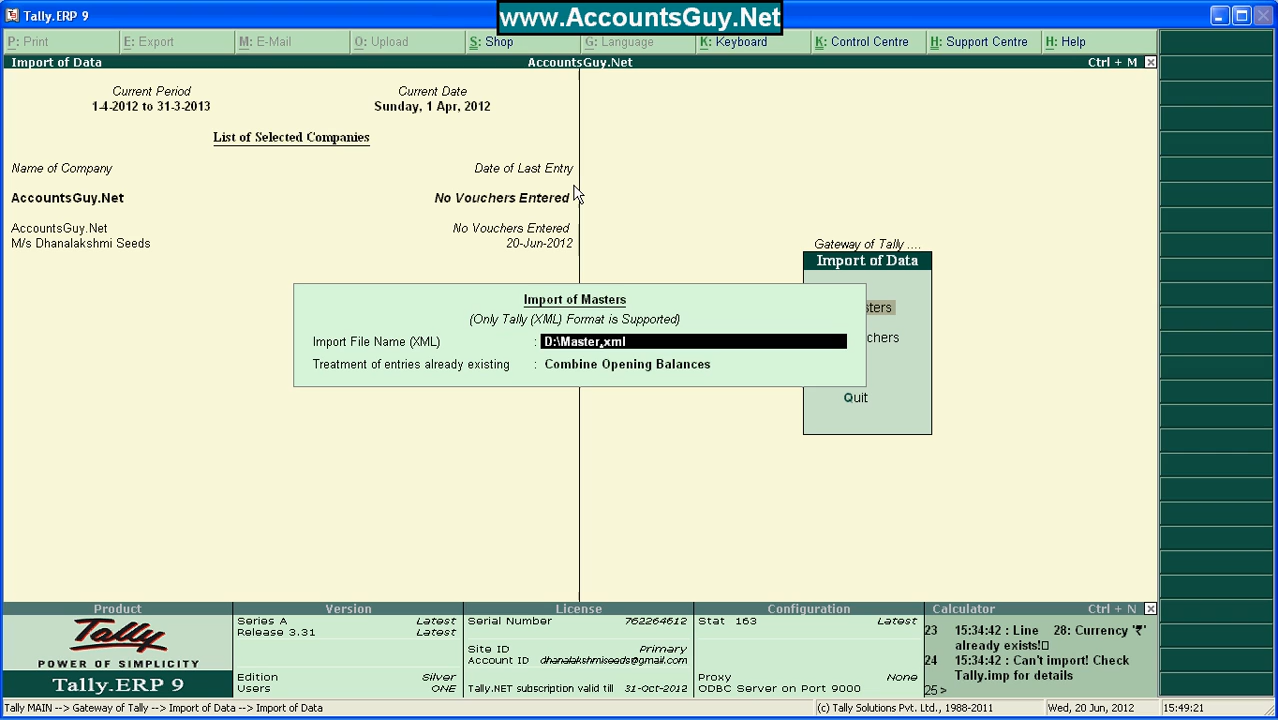 Tally.ERP 9
www.AccountsGuy.Net
P: Print
E: Export
M: E-Mail
O: Upload
S: Shop
G: Language
K: Keyboard
K: Control Centre
H: Support Centre
H: Help
Import of Data
AccountsGuy.Net
Ctrl + M
Current Period
1-4-2012 to 31-3-2013
Current Date
Sunday, 1 Apr, 2012
List of Selected Companies
Name of Company
Date of Last Entry
AccountsGuy.Net
No Vouchers Entered
AccountsGuy.Net
No Vouchers Entered
M/s Dhanalakshmi Seeds
20-Jun-2012
Gateway of Tally ....
Import of Data
sters
chers
Quit
Import of Masters
(Only Tally (XML) Format is Supported)
Import File Name (XML) : D:\Master.xml
Treatment of entries already existing : Combine Opening Balances
Product
Tally
POWER OF SIMPLICITY
Tally.ERP 9
Version
Series A Latest
Release 3.31 Latest
Edition Silver
Users ONE
License
Serial Number 762264612
Site ID Primary
Account ID dhanalakshmiseeds@gmail.com
Tally.NET subscription valid till 31-Oct-2012
Configuration
Stat 163 Latest
Proxy None
ODBC Server on Port 9000
Calculator
Ctrl + N
23 15:34:42 : Line 28: Currency '₹'
already exists!
24 15:34:42 : Can't import! Check
Tally.imp for details
25>
Tally MAIN --> Gateway of Tally --> Import of Data --> Import of Data
(c) Tally Solutions Pvt. Ltd., 1988-2011
Wed, 20 Jun, 2012
15:49:21